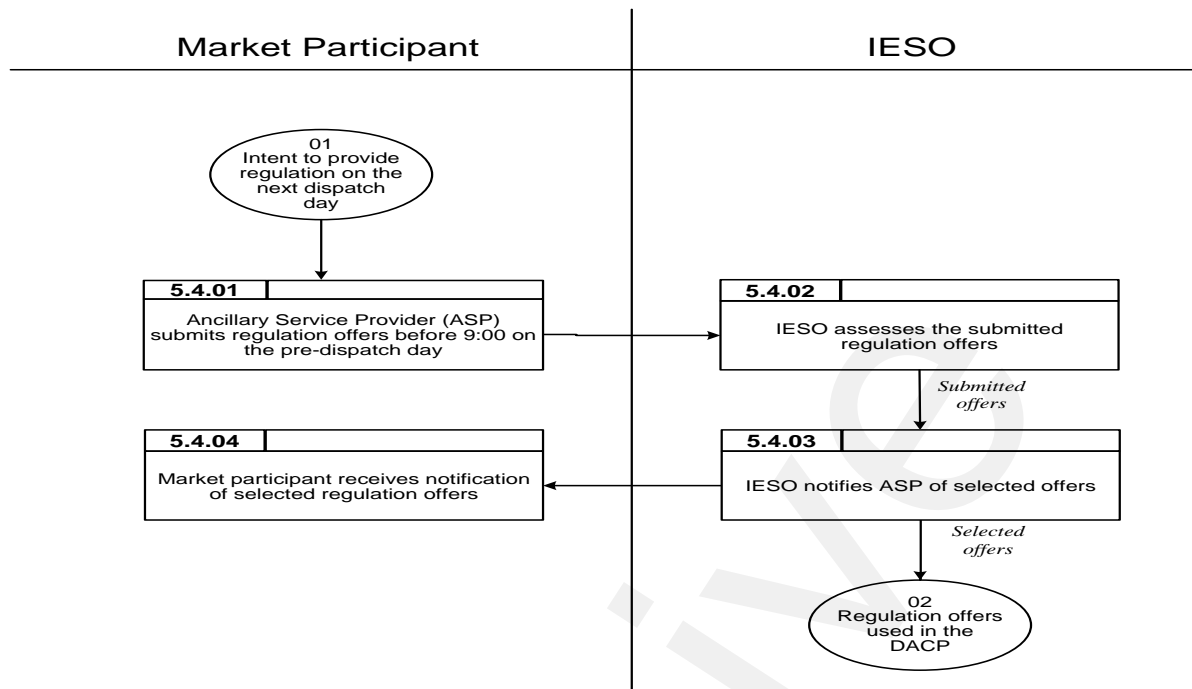 Market Participant
IESO
01
Intent to provide
regulation on the
next dispatch
day
5.4.01
Ancillary Service Provider (ASP)
submits regulation offers before 9:00 on
the pre-dispatch day
5.4.02
IESO assesses the submitted
regulation offers
Submitted
offers
5.4.04
Market participant receives notification
of selected regulation offers
5.4.03
IESO notifies ASP of selected offers
Selected
offers
02
Regulation offers
used in the
DACP
ive